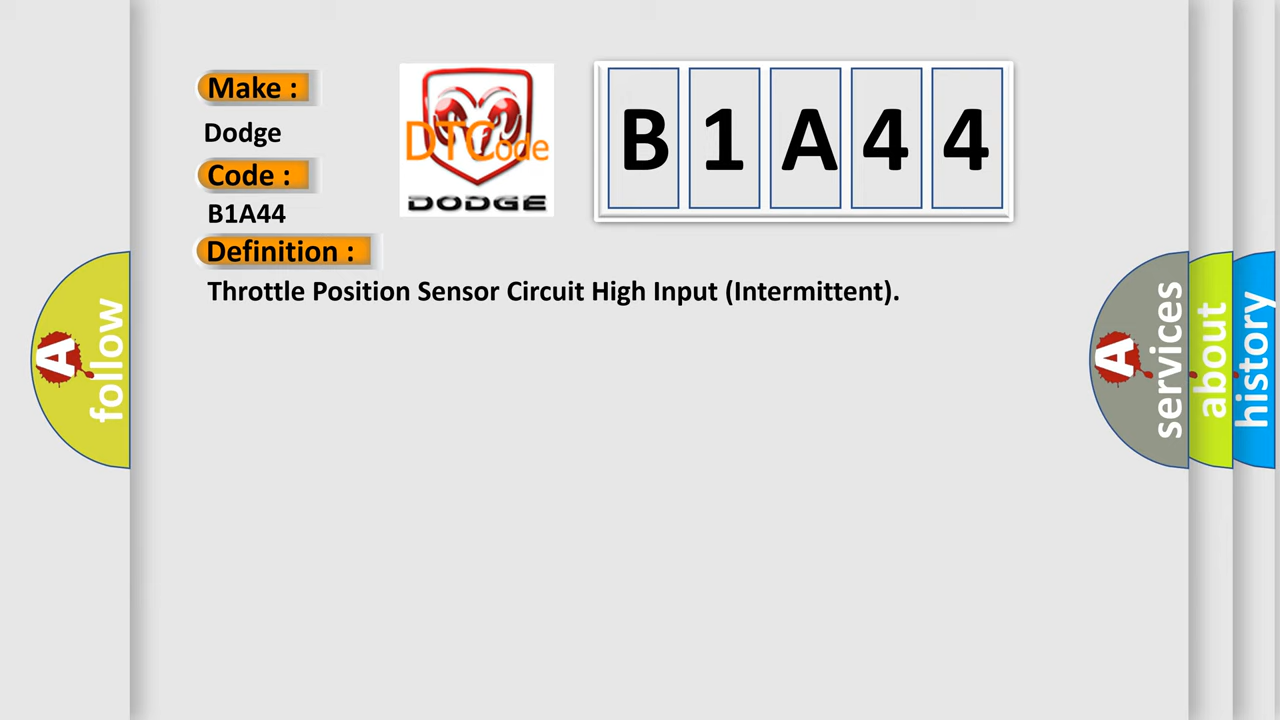 Make :
Dodge
Code :
B1A44
Definition :
Throttle Position Sensor Circuit High Input (Intermittent).
DTCode
DODGE
B 1 A 4 4
A follow
A services
about
history